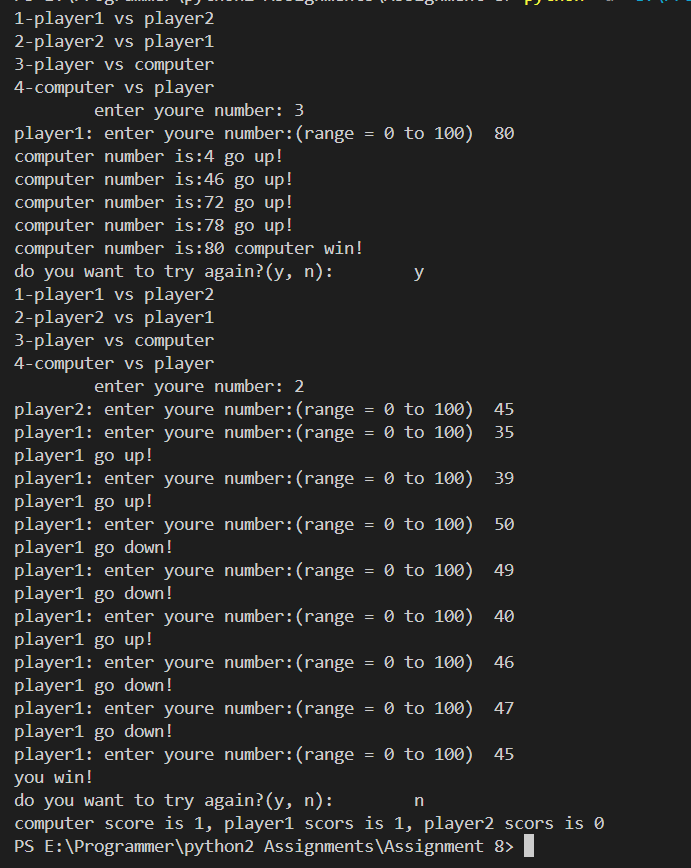 1-player1 vs player2
2-player2 vs player1
3-player vs computer
4-computer vs player
enter youre number: 3
player1: enter youre number:(range = 0 to 100)  80
computer number is:4 go up!
computer number is:46 go up!
computer number is:72 go up!
computer number is:78 go up!
computer number is:80 computer win!
do you want to try again?(y, n):        y
1-player1 vs player2
2-player2 vs player1
3-player vs computer
4-computer vs player
enter youre number: 2
player2: enter youre number:(range = 0 to 100)  45
player1: enter youre number:(range = 0 to 100)  35
player1 go up!
player1: enter youre number:(range = 0 to 100)  39
player1 go up!
player1: enter youre number:(range = 0 to 100)  50
player1 go down!
player1: enter youre number:(range = 0 to 100)  49
player1 go down!
player1: enter youre number:(range = 0 to 100)  40
player1 go up!
player1: enter youre number:(range = 0 to 100)  46
player1 go down!
player1: enter youre number:(range = 0 to 100)  47
player1 go down!
player1: enter youre number:(range = 0 to 100)  45
you win!
do you want to try again?(y, n):        n
computer score is 1, player1 scors is 1, player2 scors is 0
PS E:\Programmer\python2 Assignments\Assignment 8>